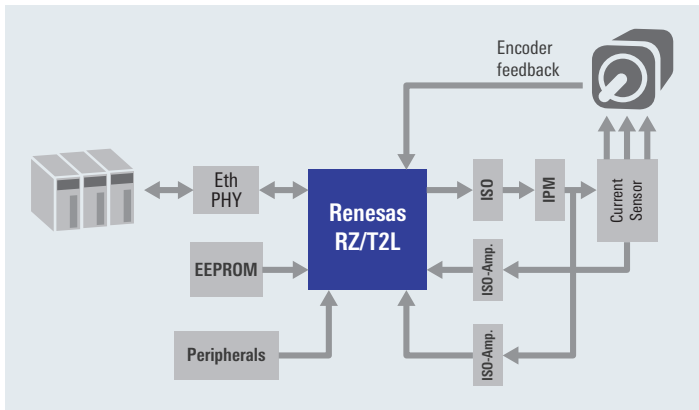 Encoder
feedback
Eth
PHY
Renesas
RZ/T2L
ISO
IPM
Current
Sensor
EEPROM
ISO-Amp.
Peripherals
ISO-Amp.